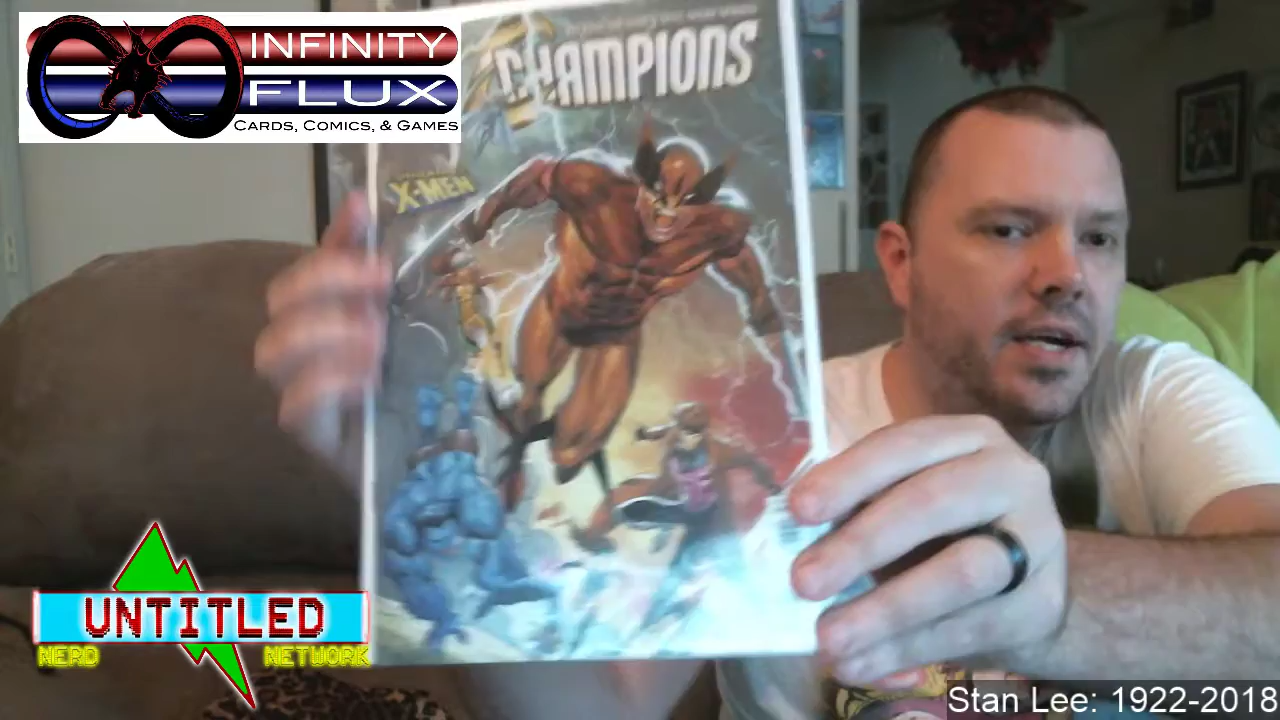 INFINITY
FLUX
CARDS, COMICS, & GAMES
CHAMPIONS
X-MEN
UNTITLED
NERD NETWORK
Stan Lee: 1922-2018